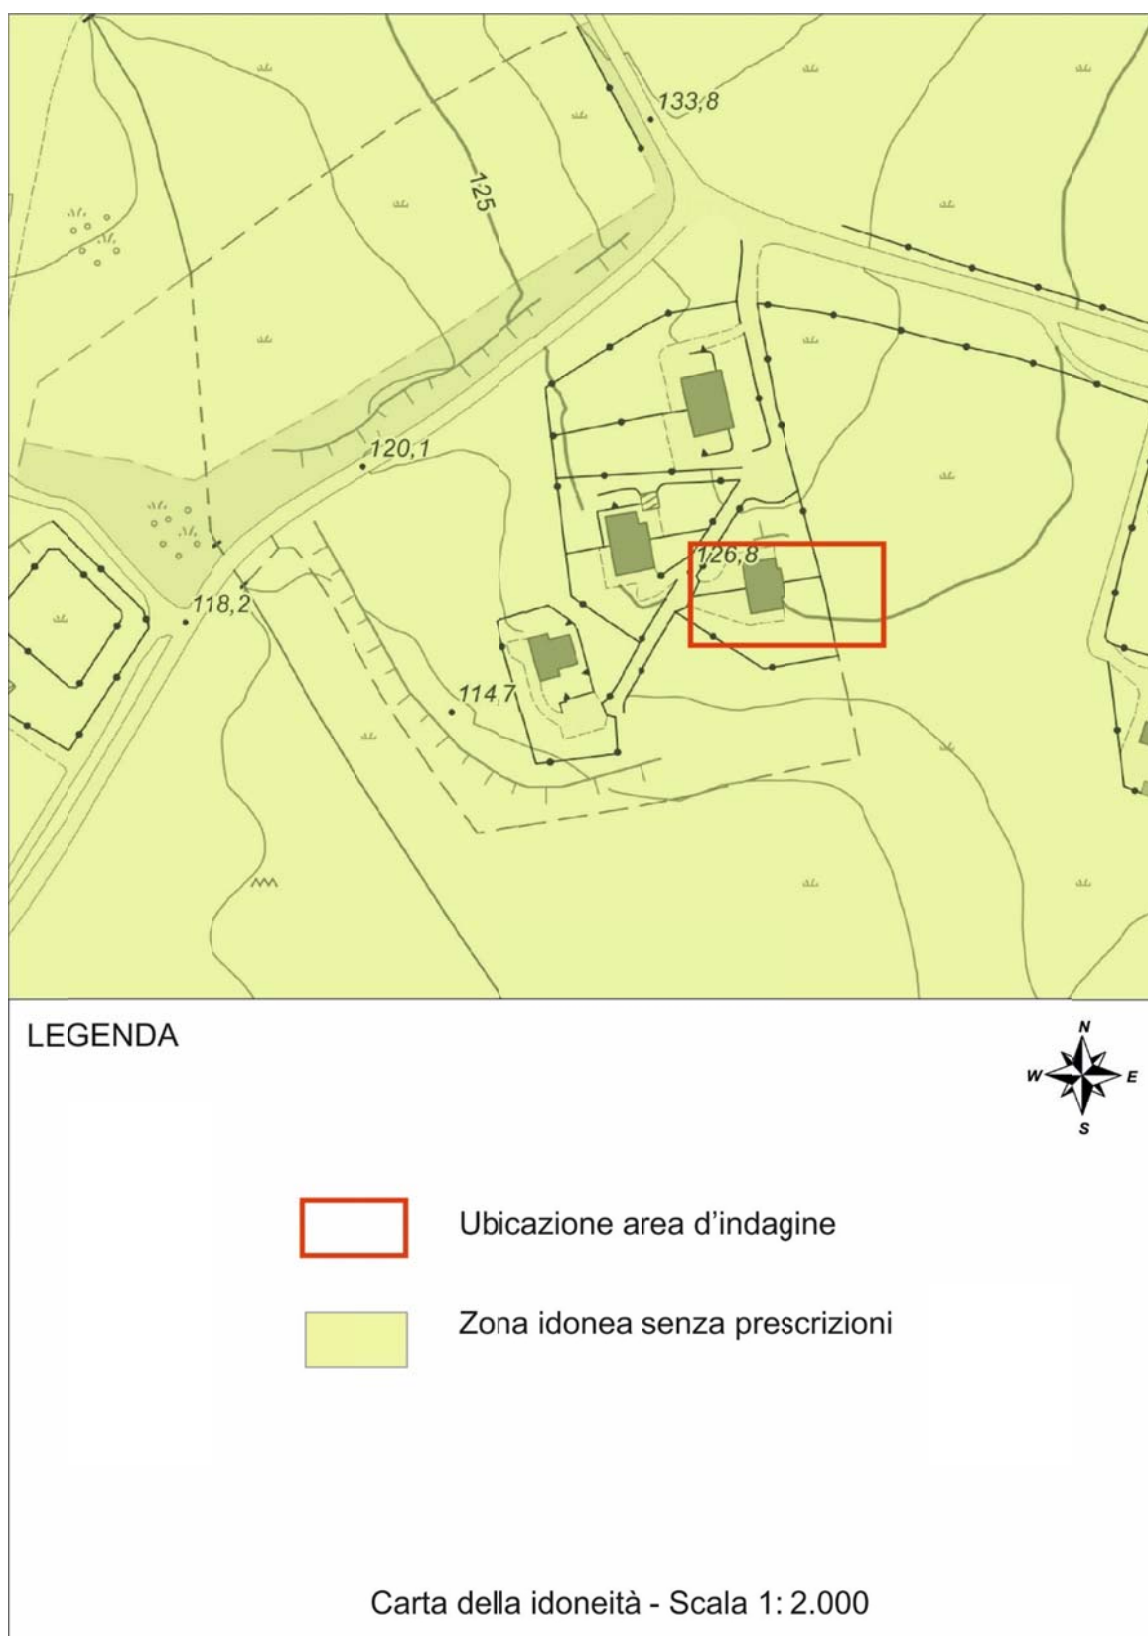 133,8
125
120,1
126,8
118,2
114,7
LEGENDA
N
W E
S
Ubicazione area d'indagine
Zona idonea senza prescrizioni
Carta della idoneità - Scala 1: 2.000